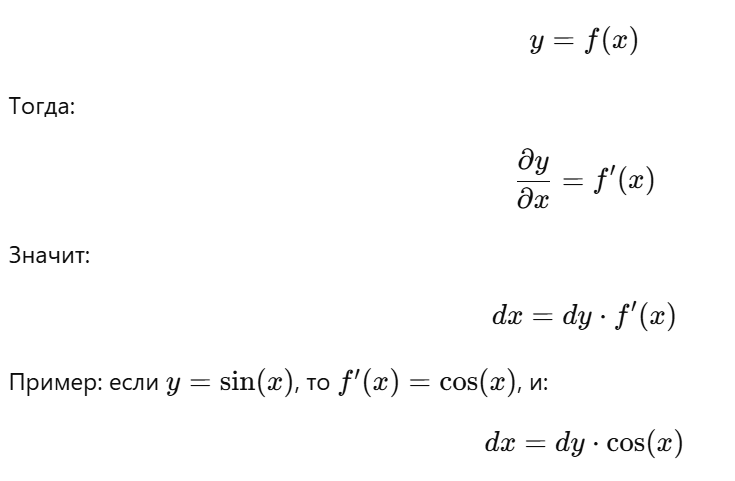 y = f(x)
Тогда:
∂y/∂x = f′(x)
Значит:
dx = dy · f′(x)
Пример: если y = sin(x), то f′(x) = cos(x), и:
dx = dy · cos(x)